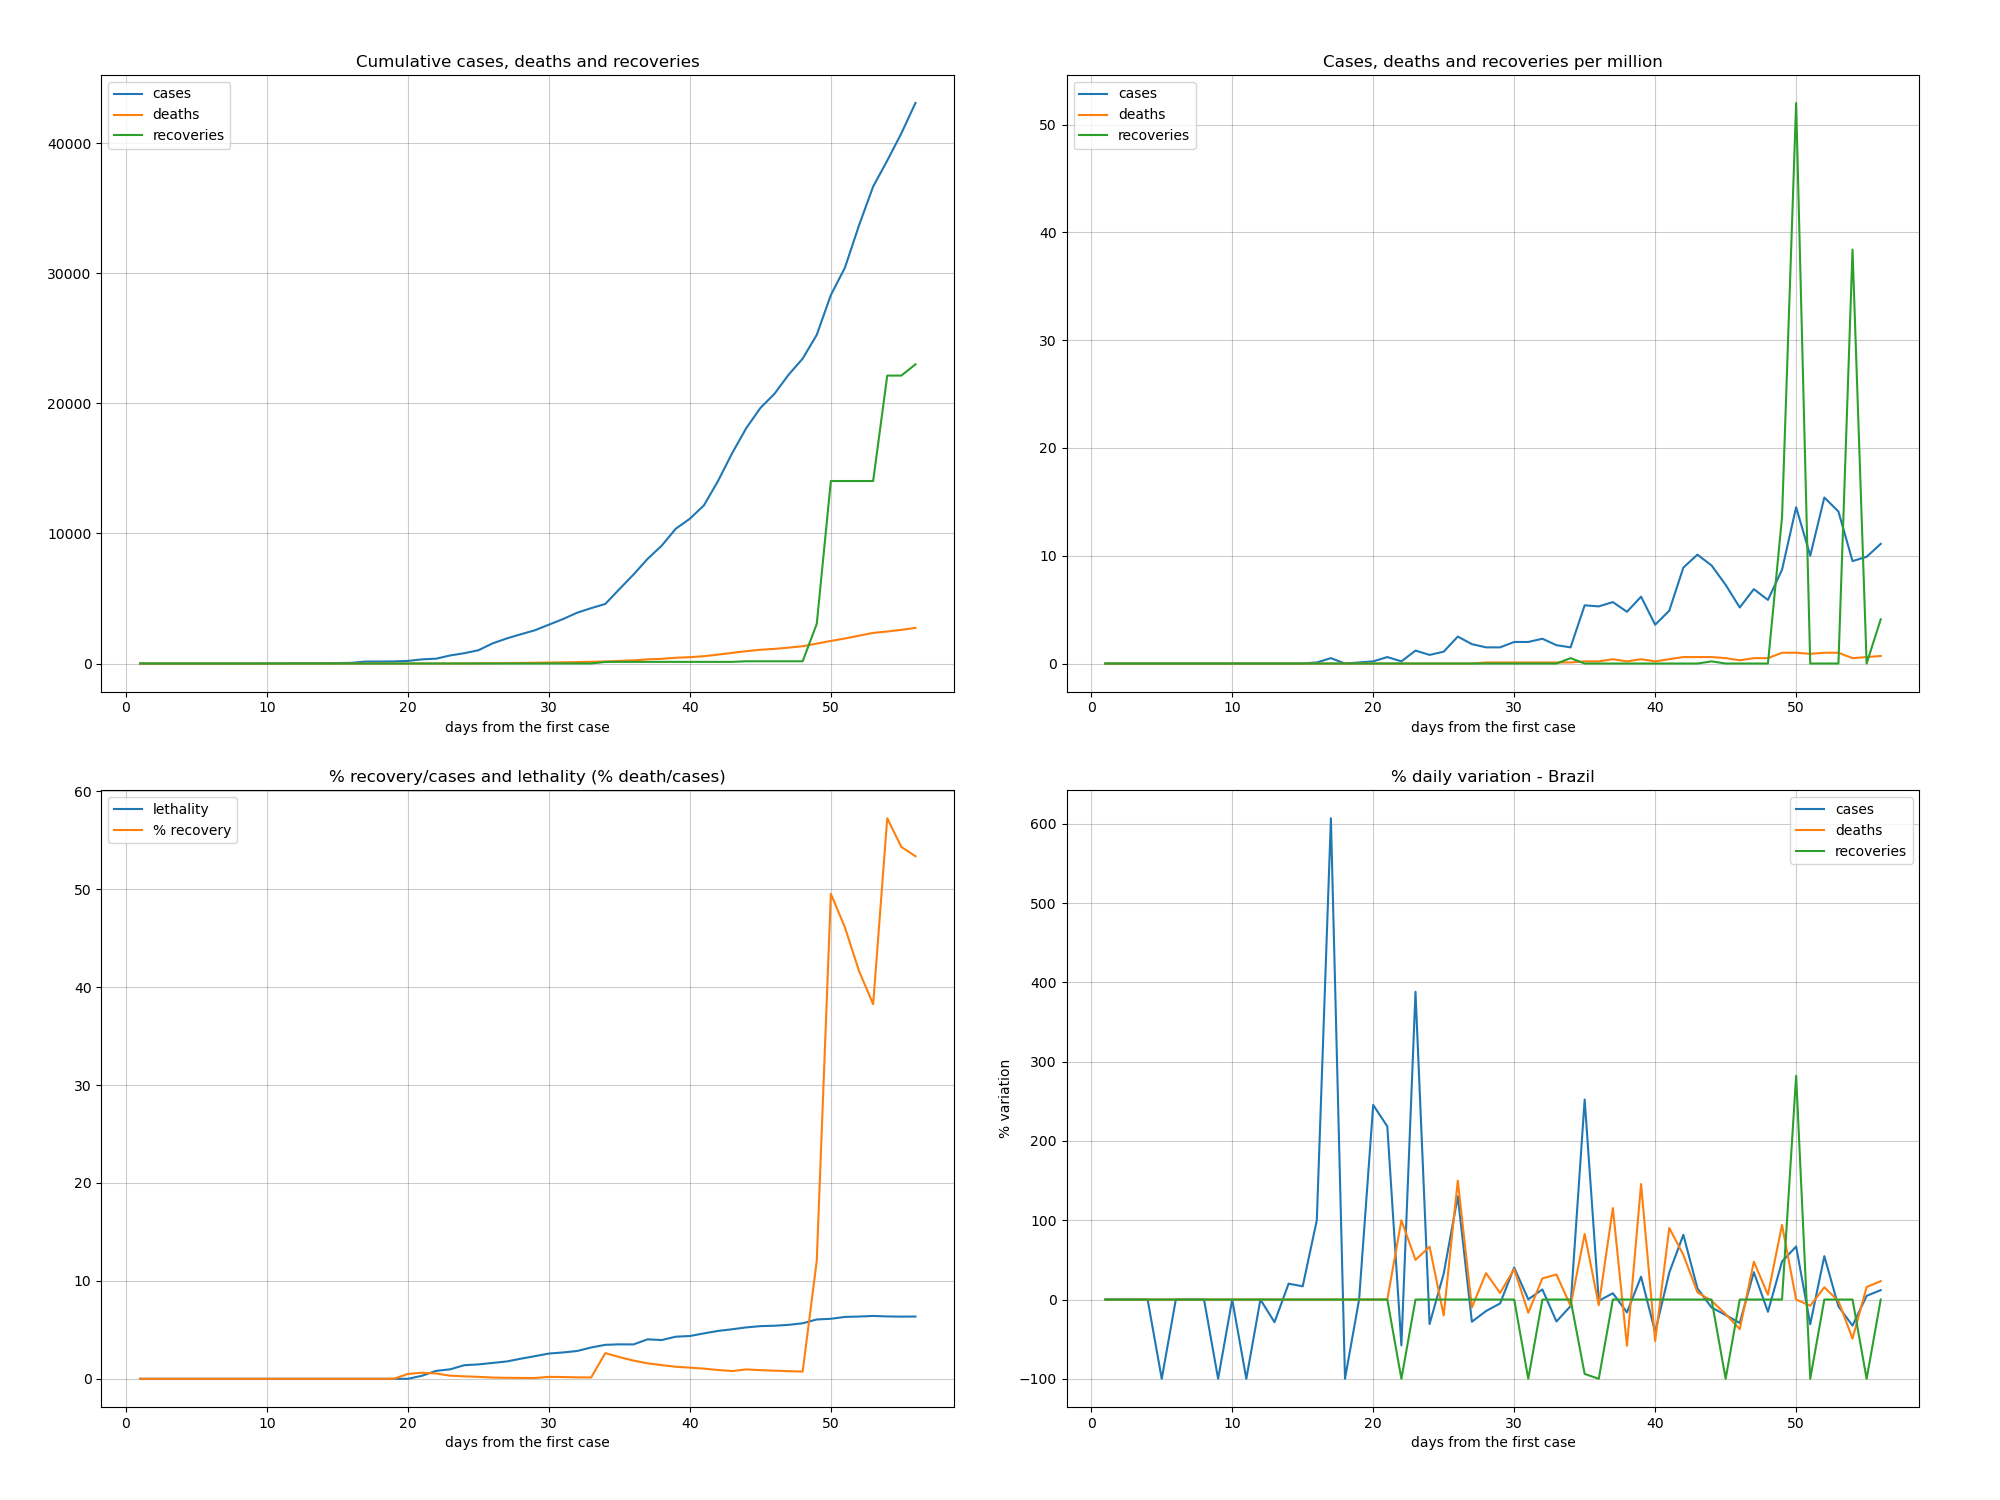 Cumulative cases, deaths and recoveries
cases
deaths
recoveries
40000
30000
20000
10000
0
0 10 20 30 40 50
days from the first case
Cases, deaths and recoveries per million
cases
deaths
recoveries
50
40
30
20
10
0
0 10 20 30 40 50
days from the first case
% recovery/cases and lethality (% death/cases)
lethality
% recovery
60
50
40
30
20
10
0
0 10 20 30 40 50
days from the first case
% daily variation - Brazil
cases
deaths
recoveries
% variation
600
500
400
300
200
100
0
−100
0 10 20 30 40 50
days from the first case